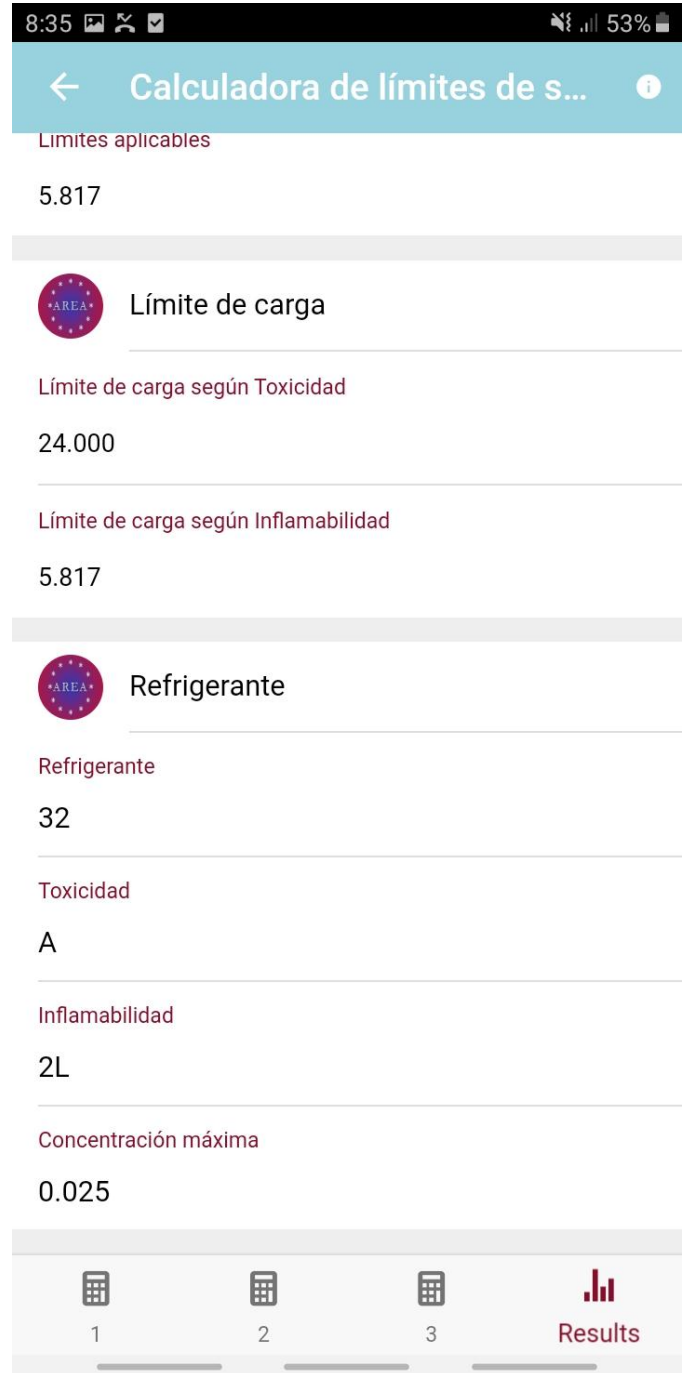 8:35 53%
Calculadora de límites de s...
Límites aplicables
5.817
AREA
Límite de carga
Límite de carga según Toxicidad
24.000
Límite de carga según Inflamabilidad
5.817
AREA
Refrigerante
Refrigerante
32
Toxicidad
A
Inflamabilidad
2L
Concentración máxima
0.025
1 2 3 Results